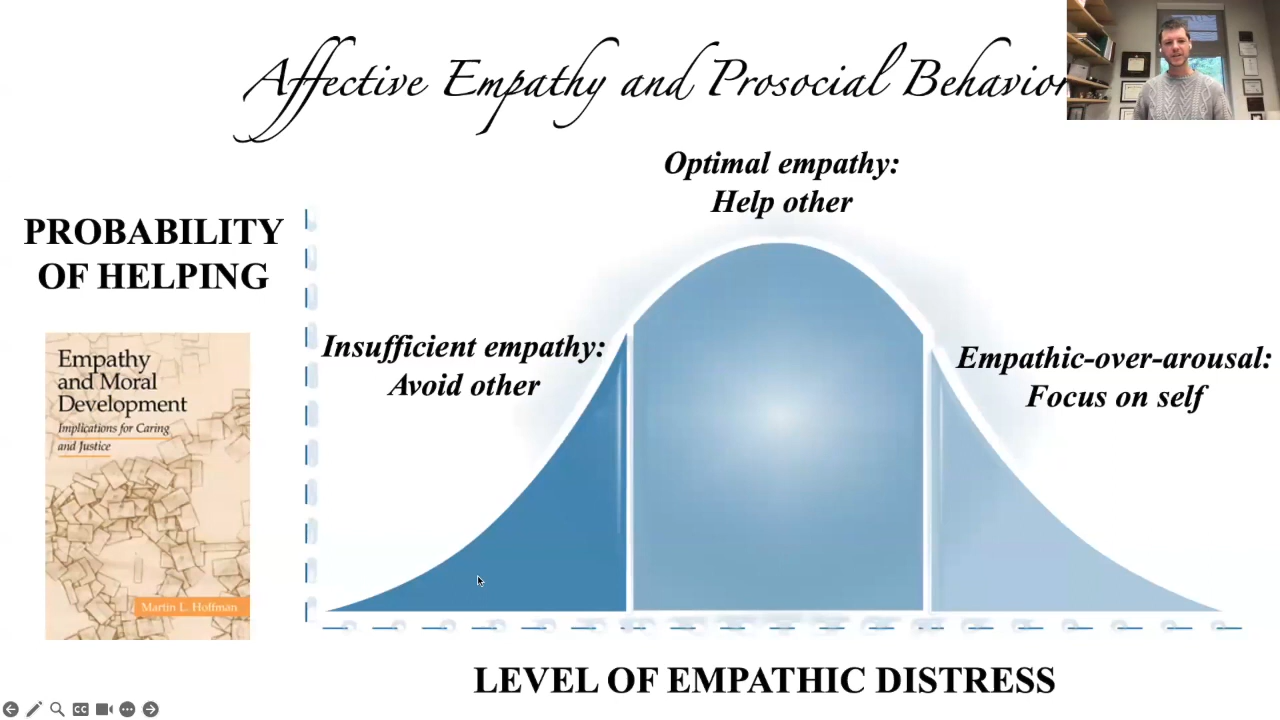 Affective Empathy and Prosocial Behavior
Optimal empathy:
Help other
PROBABILITY
OF HELPING
Insufficient empathy:
Avoid other
Empathic-over-arousal:
Focus on self
Empathy
and Moral
Development
Implications for Caring
and Justice
Martin L. Hoffman
LEVEL OF EMPATHIC DISTRESS
CC